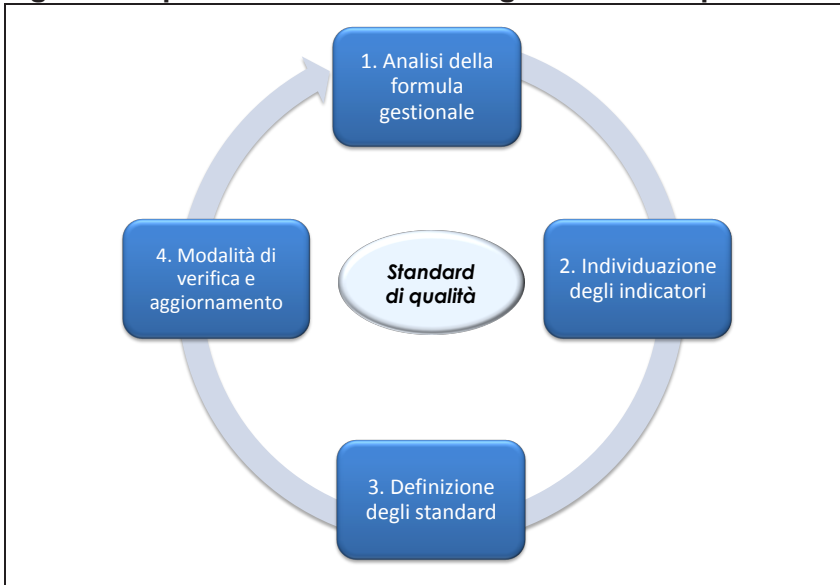 1. Analisi della
formula
gestionale
2. Individuazione
degli indicatori
3. Definizione
degli standard
4. Modalità di
verifica e
aggiornamento
Standard
di qualità